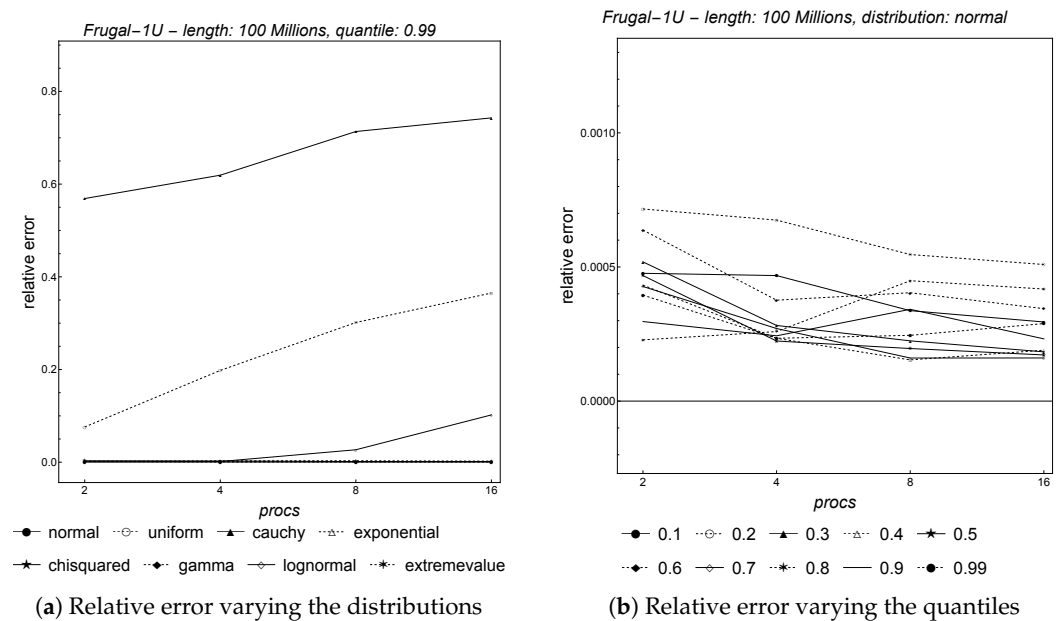 Frugal−1U − length: 100 Millions, quantile: 0.99
0.8
0.6
0.4
0.2
0.0
relative error
2 4 8 16
procs
normal uniform cauchy exponential
chisquared gamma lognormal extremevalue
(a) Relative error varying the distributions
Frugal−1U − length: 100 Millions, distribution: normal
0.0010
0.0005
0.0000
relative error
2 4 8 16
procs
0.1 0.2 0.3 0.4 0.5
0.6 0.7 0.8 0.9 0.99
(b) Relative error varying the quantiles